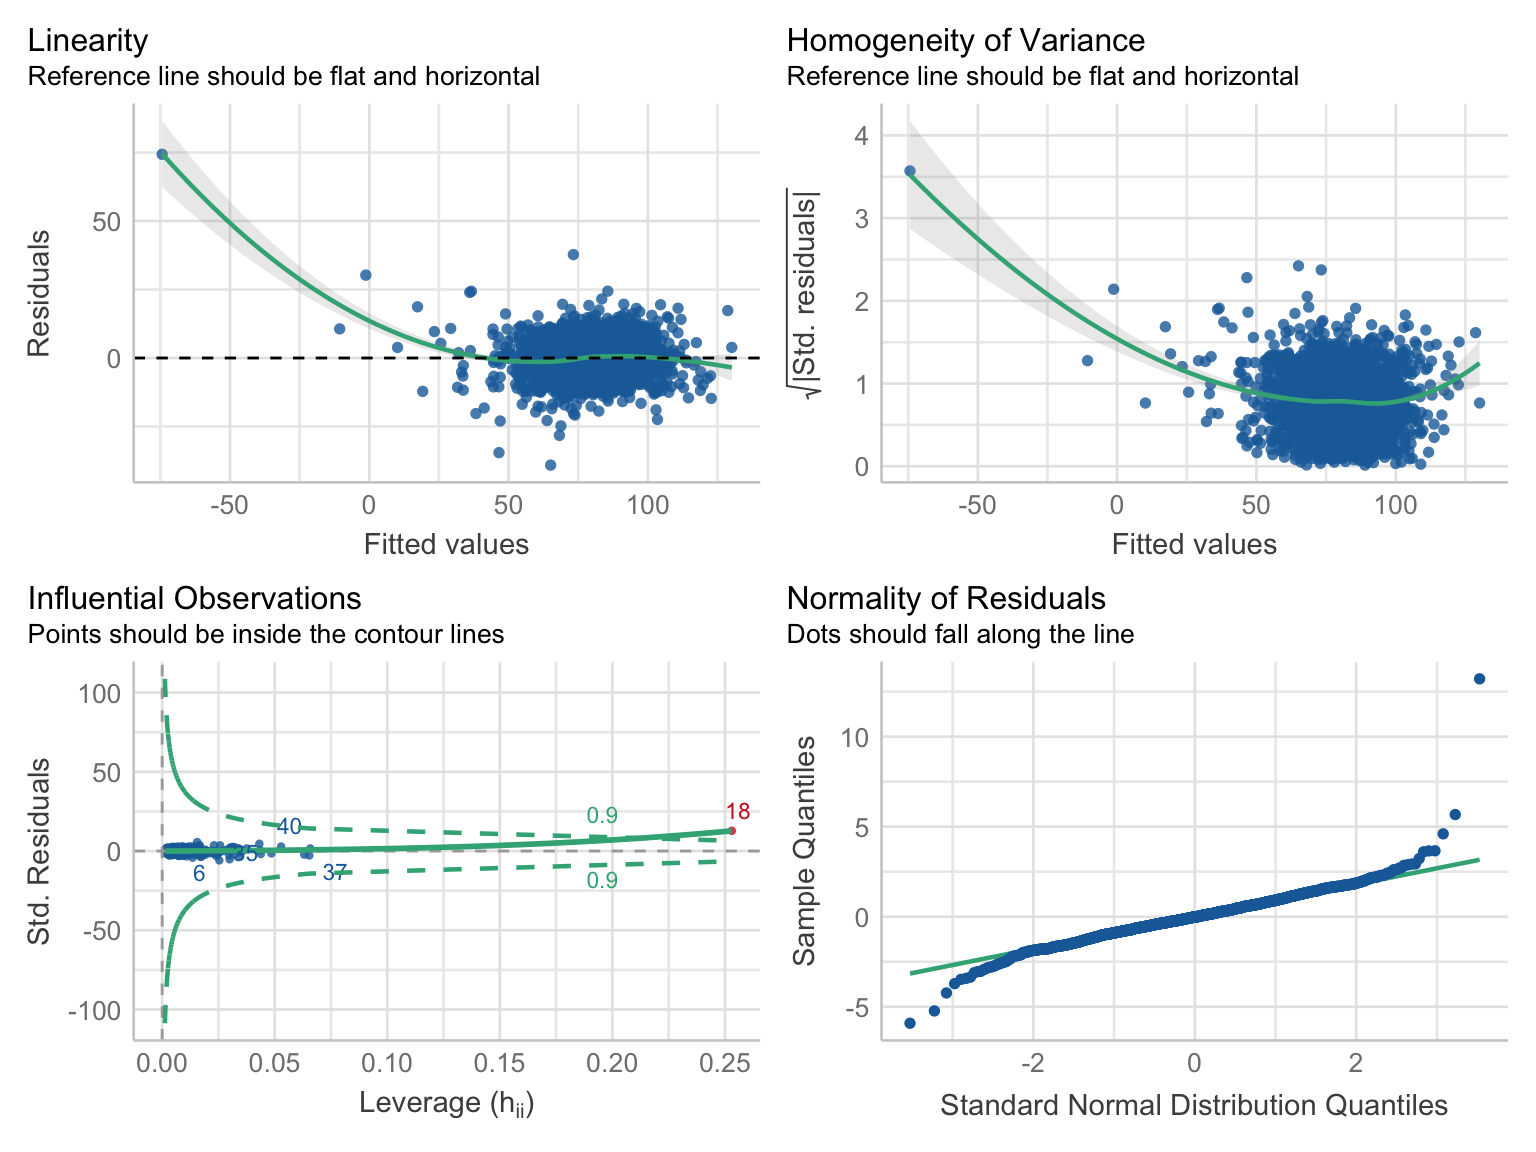 Linearity
Reference line should be flat and horizontal
Residuals
50
0
-50
0
50
100
Fitted values
Homogeneity of Variance
Reference line should be flat and horizontal
√|Std. residuals|
4
3
2
1
0
-50
0
50
100
Fitted values
Influential Observations
Points should be inside the contour lines
Std. Residuals
100
50
0
-50
-100
18
0.9
40
6
37
0.9
0.00
0.05
0.10
0.15
0.20
0.25
Leverage (hii)
Normality of Residuals
Dots should fall along the line
Sample Quantiles
10
5
0
-5
-2
0
2
Standard Normal Distribution Quantiles